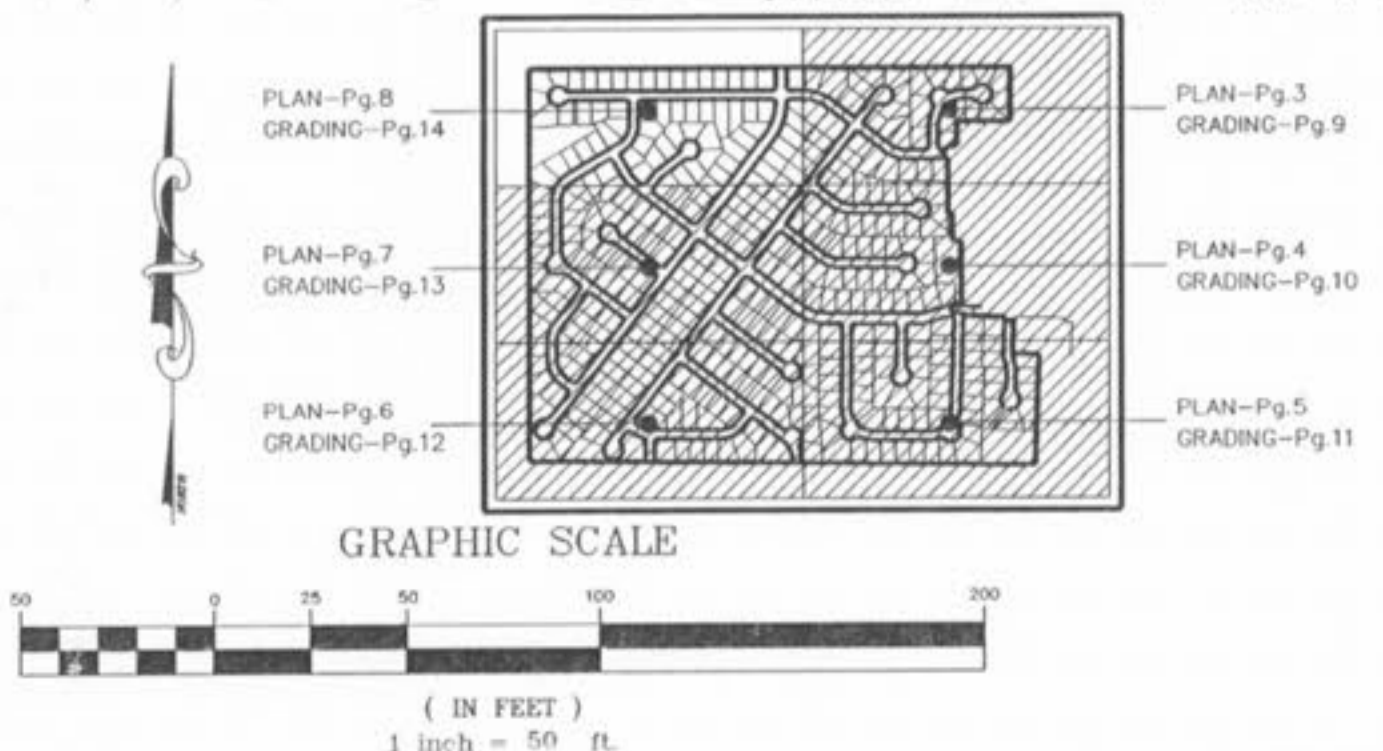 PLAN-Pg.8
GRADING-Pg.14
PLAN-Pg.3
GRADING-Pg.9
PLAN-Pg.7
GRADING-Pg.13
PLAN-Pg.4
GRADING-Pg.10
PLAN-Pg.6
GRADING-Pg.12
PLAN-Pg.5
GRADING-Pg.11
GRAPHIC SCALE
50 0 25 50 100 200
( IN FEET )
1 inch = 50 ft.